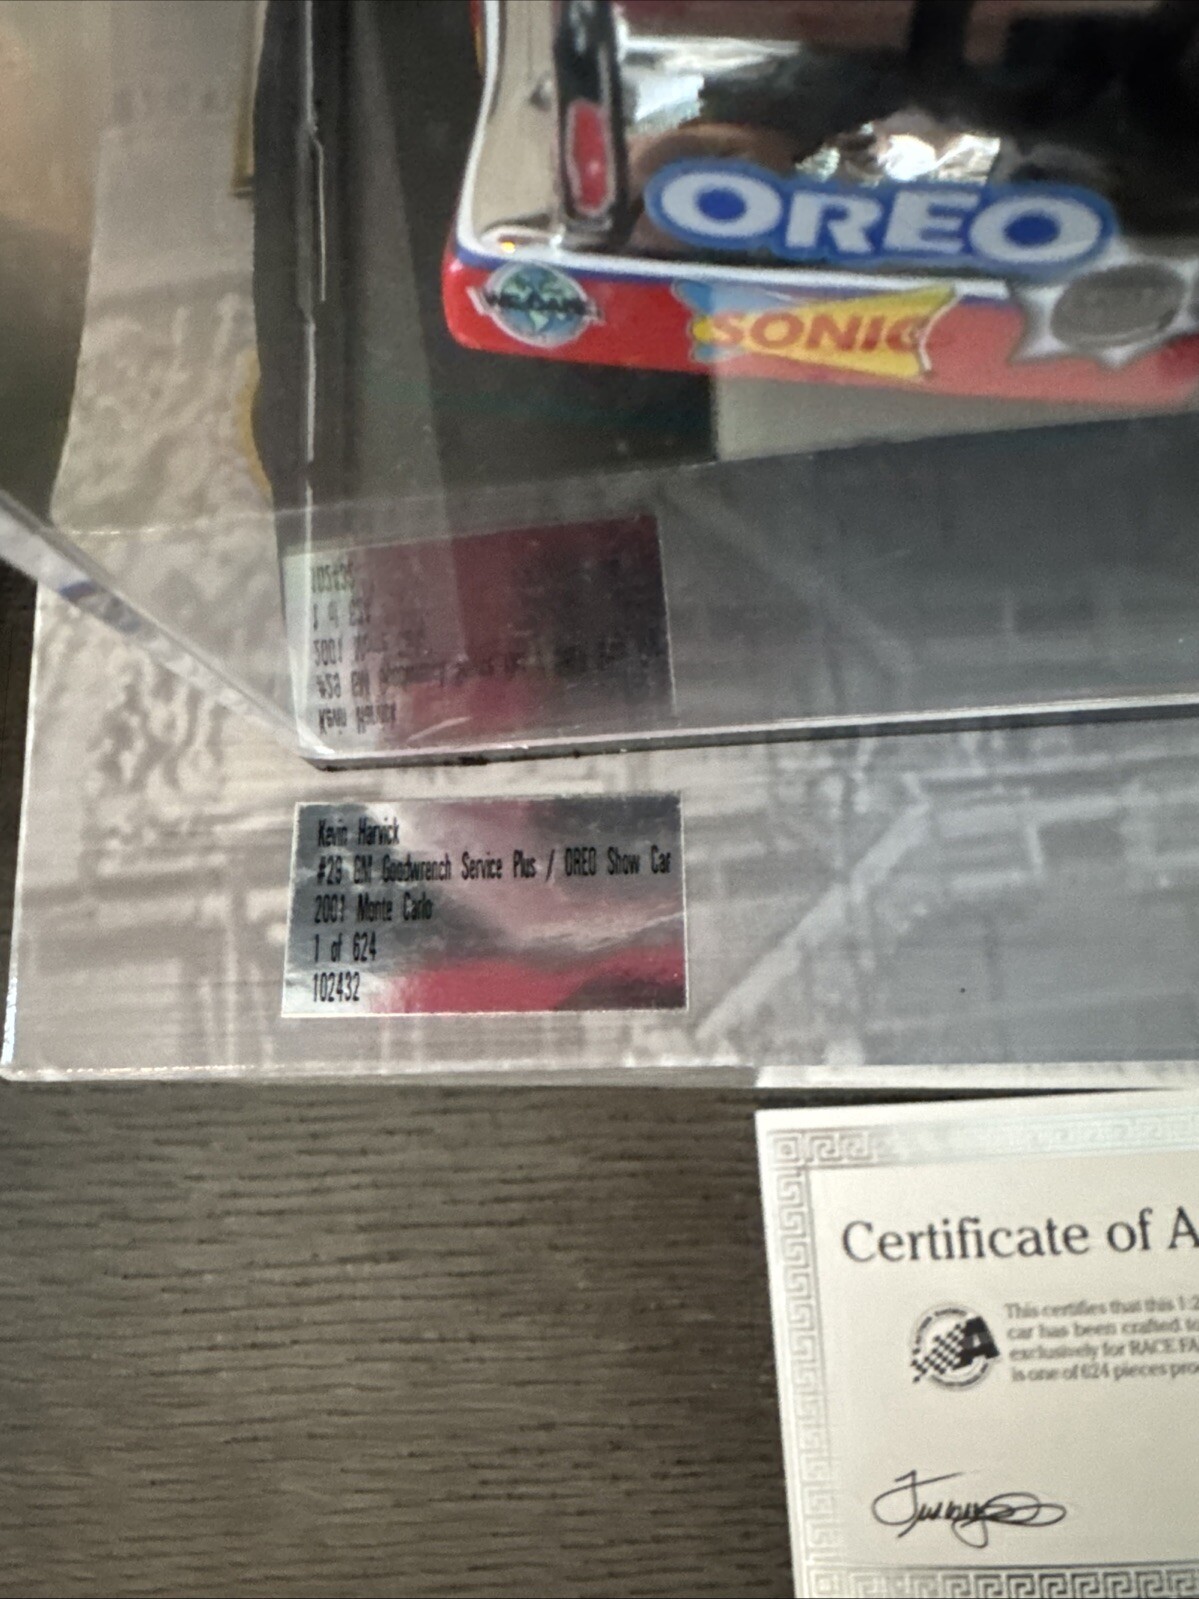 OREO
SONIC
Kevin Harvick
#29 GM Goodwrench Service Plus / OREO Show Car
2001 Monte Carlo
1 of 624
102432
Certificate of A
This certifies that this 1:2
car has been crafted to
exclusively for RACE FA
is one of 624 pieces pro